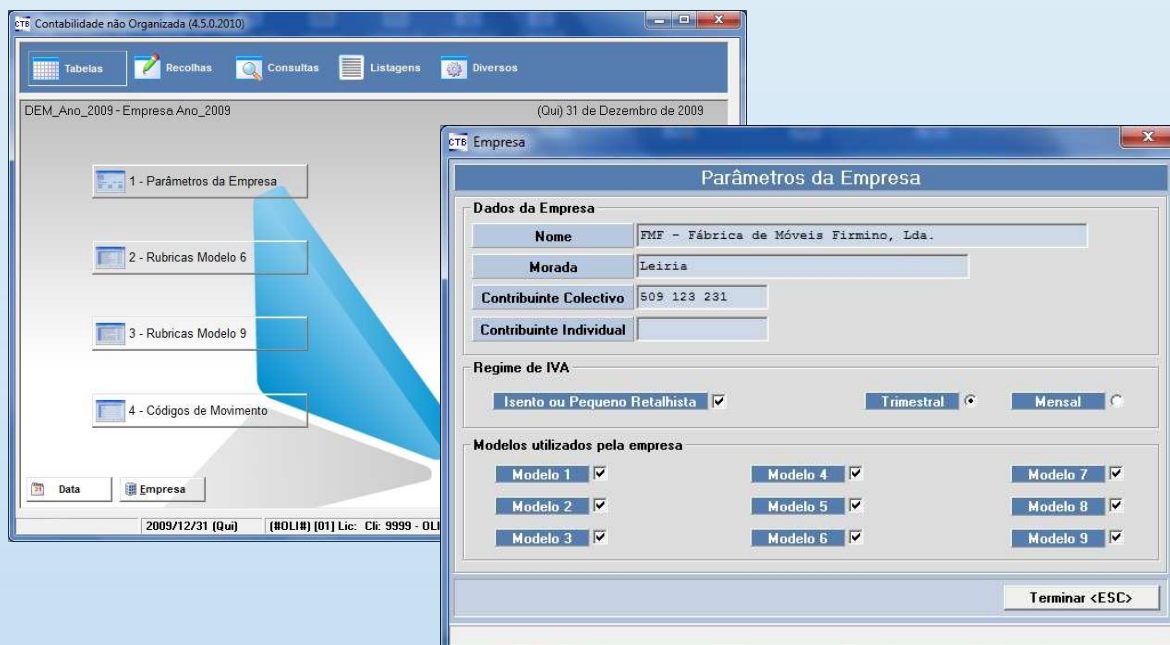 CTB Contabilidade não Organizada (4.5.0.2010)
Tabelas Recolhas Consultas Listagens Diversos
DEM_Ano_2009 - Empresa Ano_2009 (Qui) 31 de Dezembro de 2009
1 - Parâmetros da Empresa
2 - Rubricas Modelo 6
3 - Rubricas Modelo 9
4 - Códigos de Movimento
Data Empresa
2009/12/31 (Qui) (#OLI#) [01] Lic: Cli: 9999 - OLI
CTB Empresa
Parâmetros da Empresa
Dados da Empresa
Nome FMF - Fábrica de Móveis Firmino, Lda.
Morada Leiria
Contribuinte Colectivo 509 123 231
Contribuinte Individual
Regime de IVA
Isento ou Pequeno Retalhista Trimestral Mensal
Modelos utilizados pela empresa
Modelo 1 Modelo 4 Modelo 7
Modelo 2 Modelo 5 Modelo 8
Modelo 3 Modelo 6 Modelo 9
Terminar <ESC>